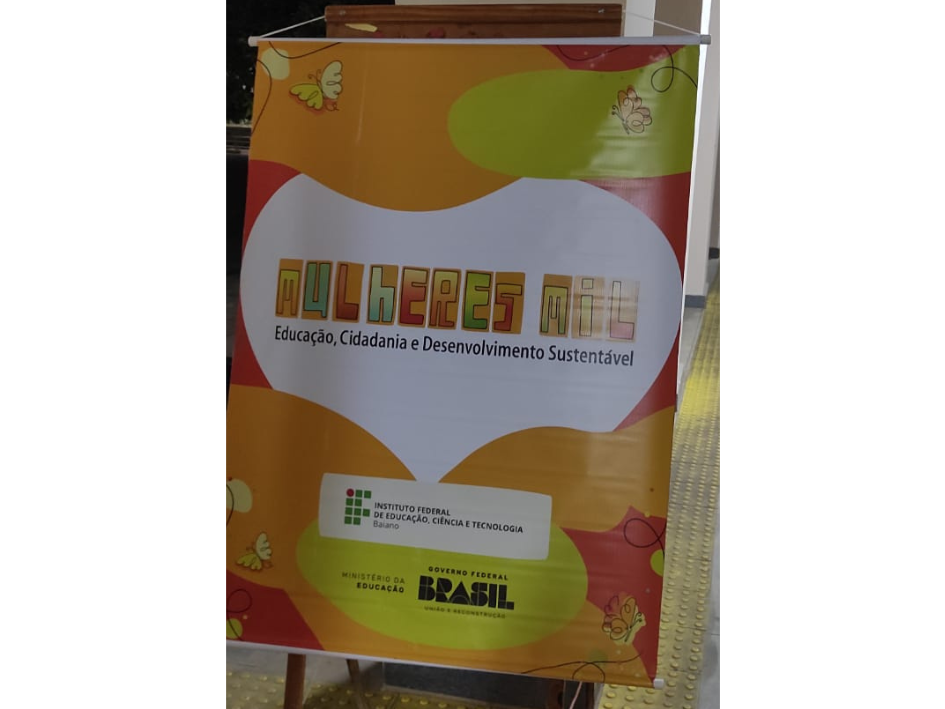 MULHERES MIL
Educação, Cidadania e Desenvolvimento Sustentável
INSTITUTO FEDERAL
DE EDUCAÇÃO, CIÊNCIA E TECNOLOGIA
Baiano
MINISTÉRIO DA
EDUCAÇÃO
GOVERNO FEDERAL
BRASIL
UNIÃO E RECONSTRUÇÃO